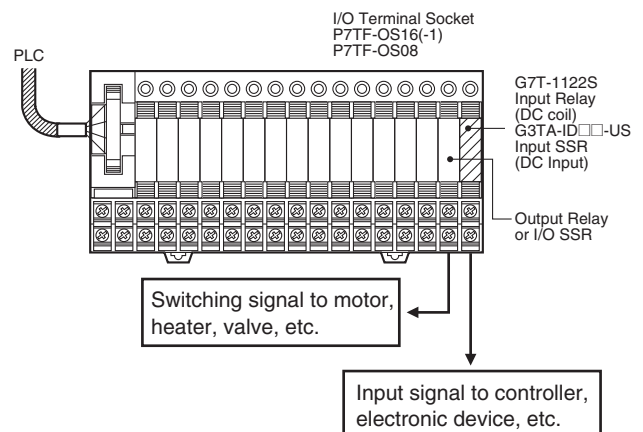 I/O Terminal Socket
P7TF-OS16(-1)
P7TF-OS08
PLC
G7T-1122S
Input Relay
(DC coil)
G3TA-ID□□-US
Input SSR
(DC Input)
Output Relay
or I/O SSR
Switching signal to motor,
heater, valve, etc.
Input signal to controller,
electronic device, etc.